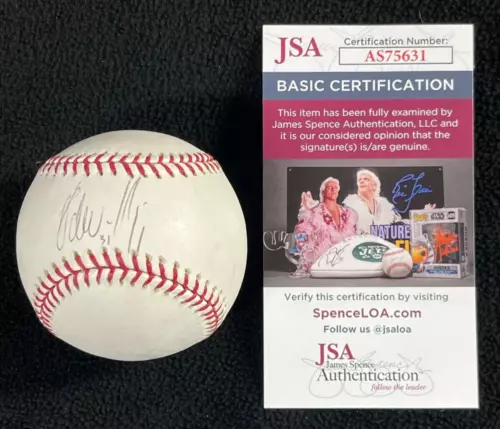 31
JSA
Certification Number:
AS75631
BASIC CERTIFICATION
This item has been fully examined by
James Spence Authentication, LLC and
it is our considered opinion that the
signature(s) is/are genuine.
NATURE
JETS
Verify this certification by visiting
SpenceLOA.com
Follow us @jsaloa
JSA
James Spence
Authentication
follow the leader